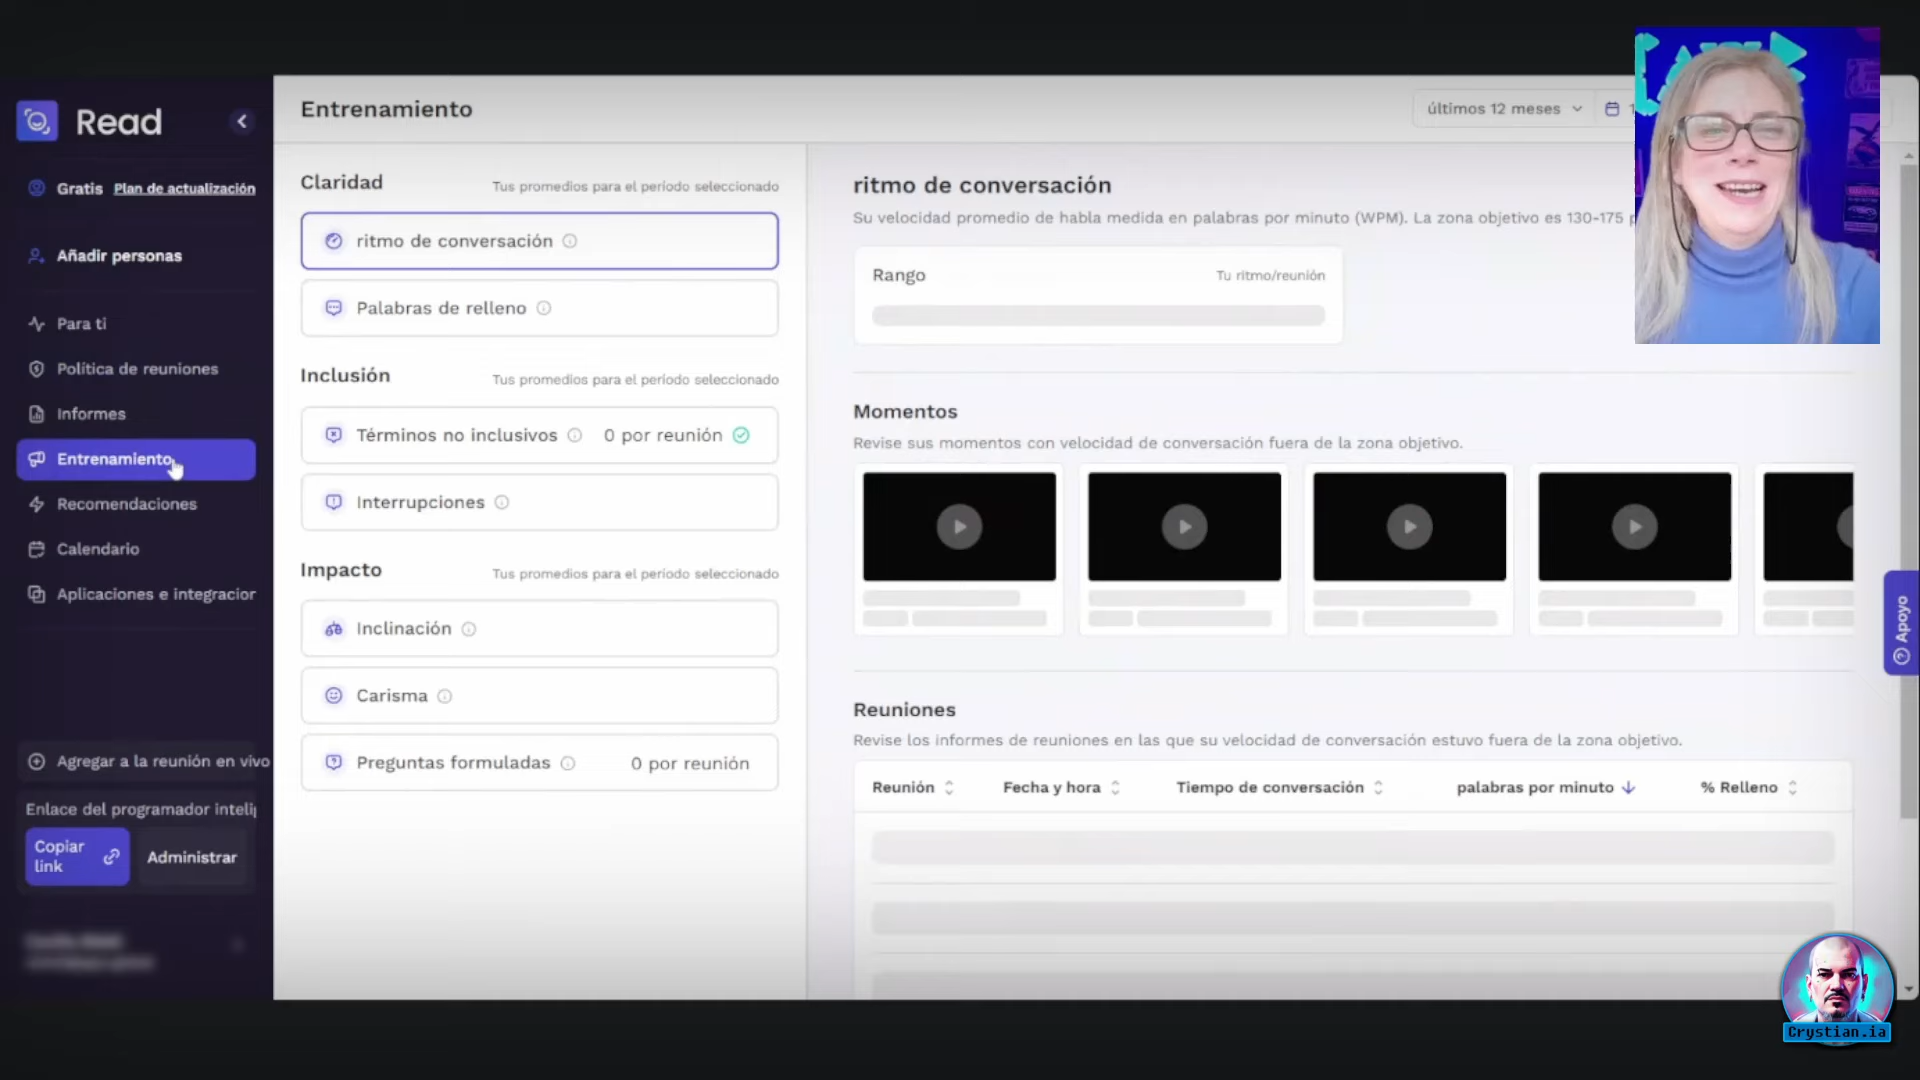 Read
Gratis Plan de actualización
Añadir personas
Para ti
Política de reuniones
Informes
Entrenamiento
Recomendaciones
Calendario
Aplicaciones e integracior
Agregar a la reunión en vivo
Enlace del programador inteli
Copiar
link
Administrar
Entrenamiento
últimos 12 meses
Claridad
Tus promedios para el período seleccionado
ritmo de conversación
Palabras de relleno
Inclusión
Tus promedios para el período seleccionado
Términos no inclusivos 0 por reunión
Interrupciones
Impacto
Tus promedios para el período seleccionado
Inclinación
Carisma
Preguntas formuladas 0 por reunión
ritmo de conversación
Su velocidad promedio de habla medida en palabras por minuto (WPM). La zona objetivo es 130-175 p
Rango
Tu ritmo/reunión
Momentos
Revise sus momentos con velocidad de conversación fuera de la zona objetivo.
Reuniones
Revise los informes de reuniones en las que su velocidad de conversación estuvo fuera de la zona objetivo.
Reunión Fecha y hora Tiempo de conversación palabras por minuto % Relleno
Apoyo
Crystian.ia